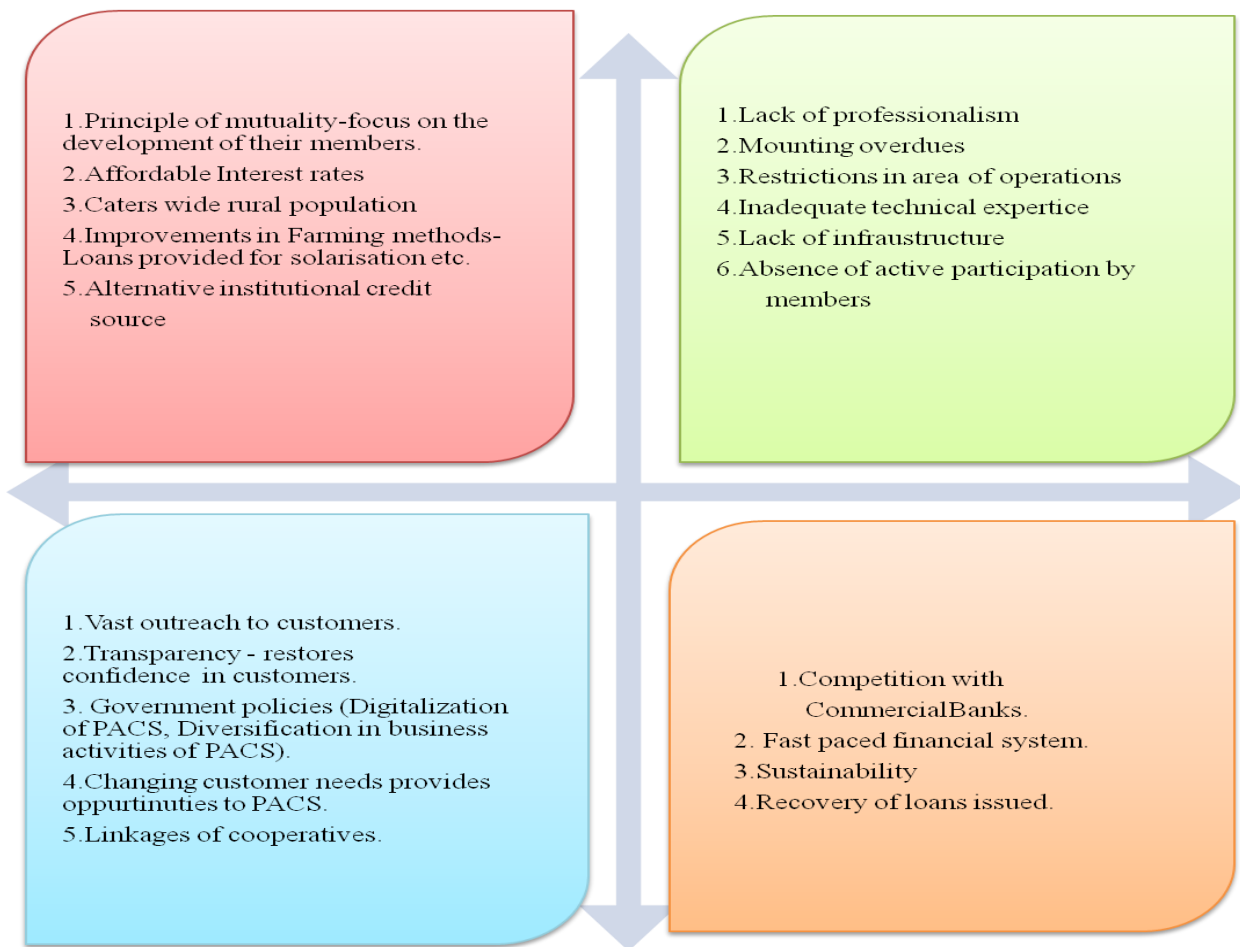 1.Principle of mutuality-focus on the
development of their members.
2.Affordable Interest rates
3.Caters wide rural population
4.Improvements in Farming methods-
Loans provided for solarisation etc.
5.Alternative institutional credit
source
1.Lack of professionalism
2.Mounting overdues
3.Restrictions in area of operations
4.Inadequate technical expertice
5.Lack of infraustructure
6.Absence of active participation by
members
1.Vast outreach to customers.
2.Transparency - restores
confidence in customers.
3. Government policies (Digitalization
of PACS, Diversification in business
activities of PACS).
4.Changing customer needs provides
oppurtinuties to PACS.
5.Linkages of cooperatives.
1.Competition with
CommercialBanks.
2. Fast paced financial system.
3.Sustainability
4.Recovery of loans issued.